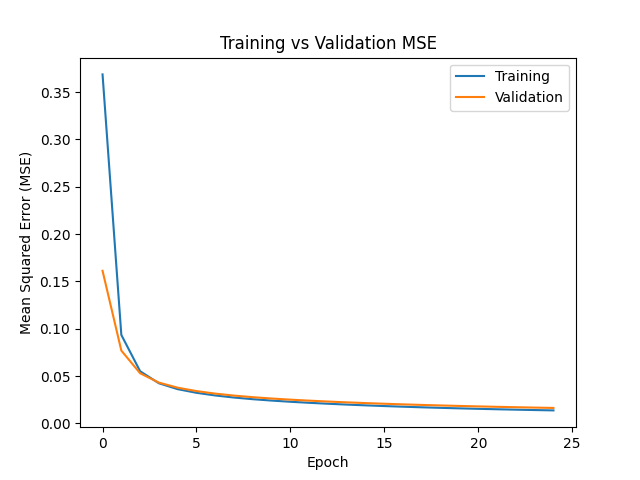 Training vs Validation MSE
Training
Validation
Mean Squared Error (MSE)
0.35
0.30
0.25
0.20
0.15
0.10
0.05
0.00
0 5 10 15 20 25
Epoch